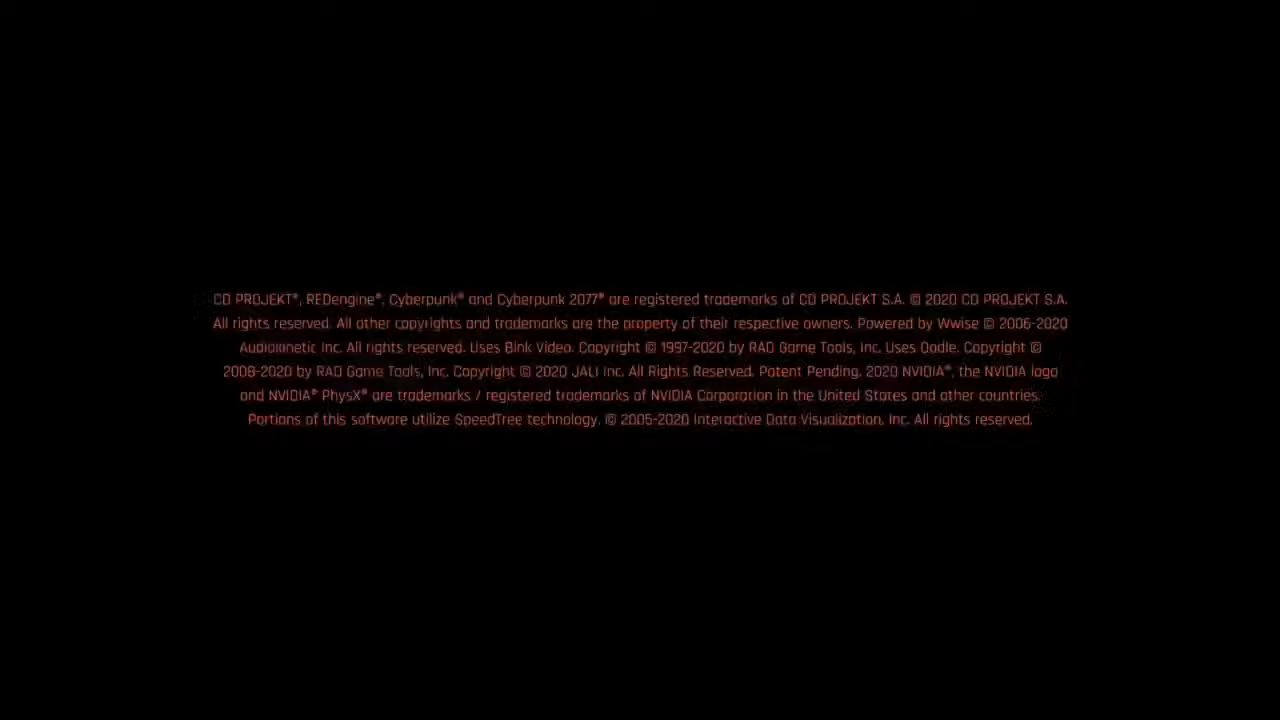 CD PROJEKT®, REDengine®, Cyberpunk® and Cyberpunk 2077® are registered trademarks of CD PROJEKT S.A. © 2020 CD PROJEKT S.A.
All rights reserved. All other copyrights and trademarks are the property of their respective owners. Powered by Wwise © 2006-2020
Audiokinetic Inc. All rights reserved. Uses Bink Video. Copyright © 1997-2020 by RAD Game Tools, Inc. Uses Oodle. Copyright ©
2008-2020 by RAD Game Tools, Inc. Copyright © 2020 JALI Inc. All Rights Reserved. Patent Pending. 2020 NVIDIA®, the NVIDIA logo
and NVIDIA® PhysX® are trademarks / registered trademarks of NVIDIA Corporation in the United States and other countries.
Portions of this software utilize SpeedTree technology. © 2005-2020 Interactive Data Visualization, Inc. All rights reserved.